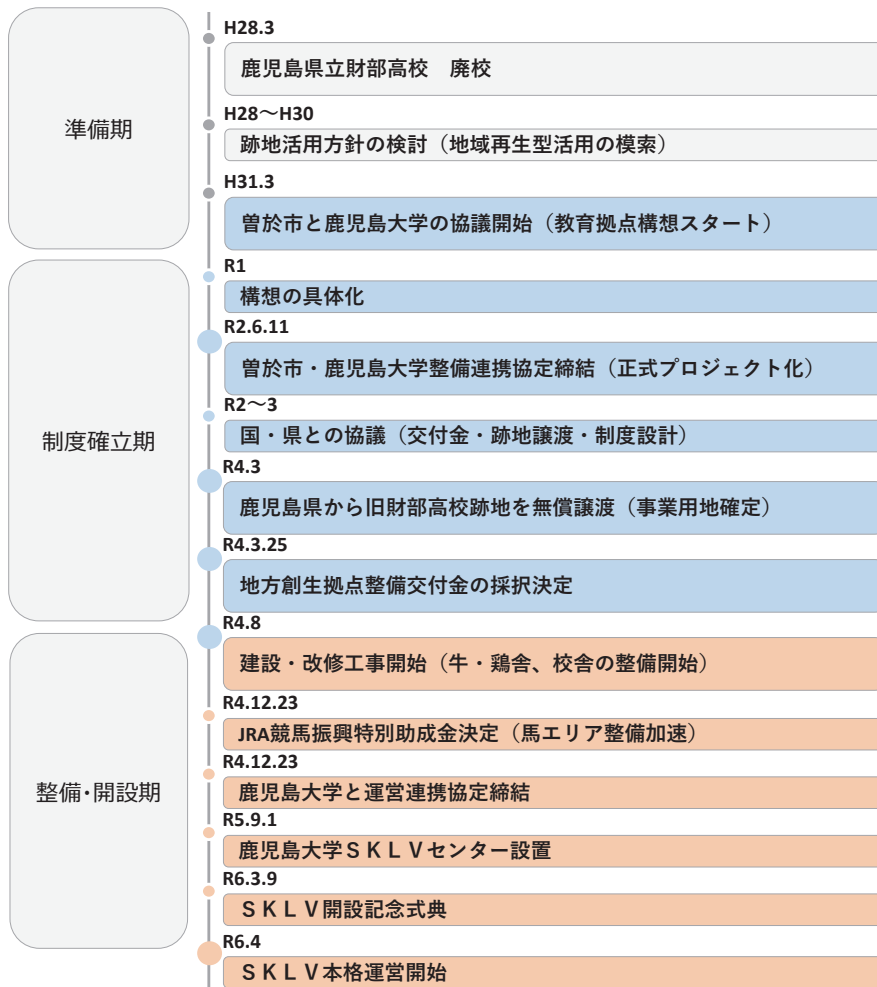 準備期
H28.3
鹿児島県立財部高校　廃校
H28～H30
跡地活用方針の検討（地域再生型活用の模索）
H31.3
曽於市と鹿児島大学の協議開始（教育拠点構想スタート）
制度確立期
R1
構想の具体化
R2.6.11
曽於市・鹿児島大学整備連携協定締結（正式プロジェクト化）
R2～3
国・県との協議（交付金・跡地譲渡・制度設計）
R4.3
鹿児島県から旧財部高校跡地を無償譲渡（事業用地確定）
R4.3.25
地方創生拠点整備交付金の採択決定
整備・開設期
R4.8
建設・改修工事開始（牛・鶏舎、校舎の整備開始）
R4.12.23
JRA競馬振興特別助成金決定（馬エリア整備加速）
R4.12.23
鹿児島大学と運営連携協定締結
R5.9.1
鹿児島大学ＳＫＬＶセンター設置
R6.3.9
ＳＫＬＶ開設記念式典
R6.4
ＳＫＬＶ本格運営開始